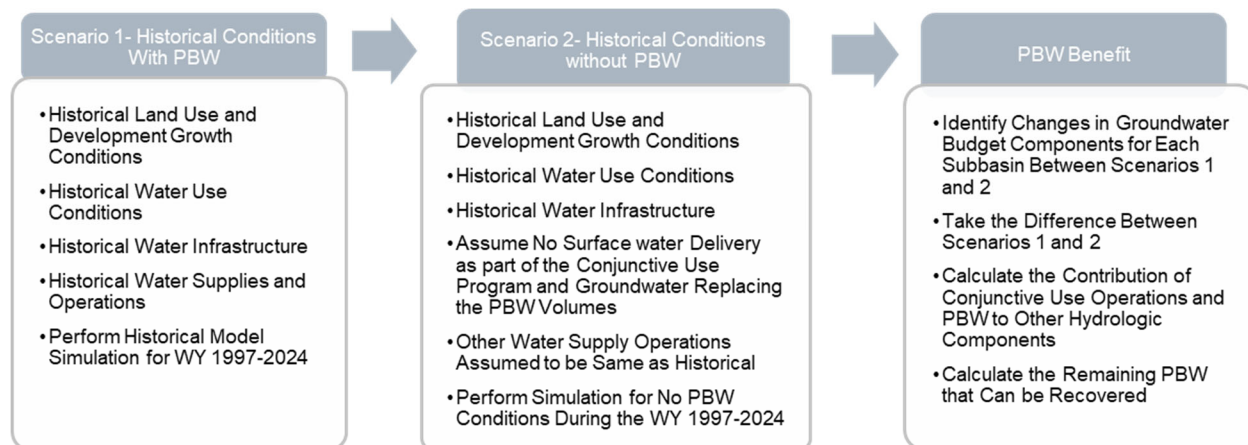 Scenario 1- Historical Conditions
With PBW
•Historical Land Use and
Development Growth
Conditions
•Historical Water Use
Conditions
•Historical Water Infrastructure
•Historical Water Supplies and
Operations
•Perform Historical Model
Simulation for WY 1997-2024
Scenario 2- Historical Conditions
without PBW
•Historical Land Use and
Development Growth Conditions
•Historical Water Use Conditions
•Historical Water Infrastructure
•Assume No Surface water Delivery
as part of the Conjunctive Use
Program and Groundwater Replacing
the PBW Volumes
•Other Water Supply Operations
Assumed to be Same as Historical
•Perform Simulation for No PBW
Conditions During the WY 1997-2024
PBW Benefit
•Identify Changes in Groundwater
Budget Components for Each
Subbasin Between Scenarios 1
and 2
•Take the Difference Between
Scenarios 1 and 2
•Calculate the Contribution of
Conjunctive Use Operations and
PBW to Other Hydrologic
Components
•Calculate the Remaining PBW
that Can be Recovered